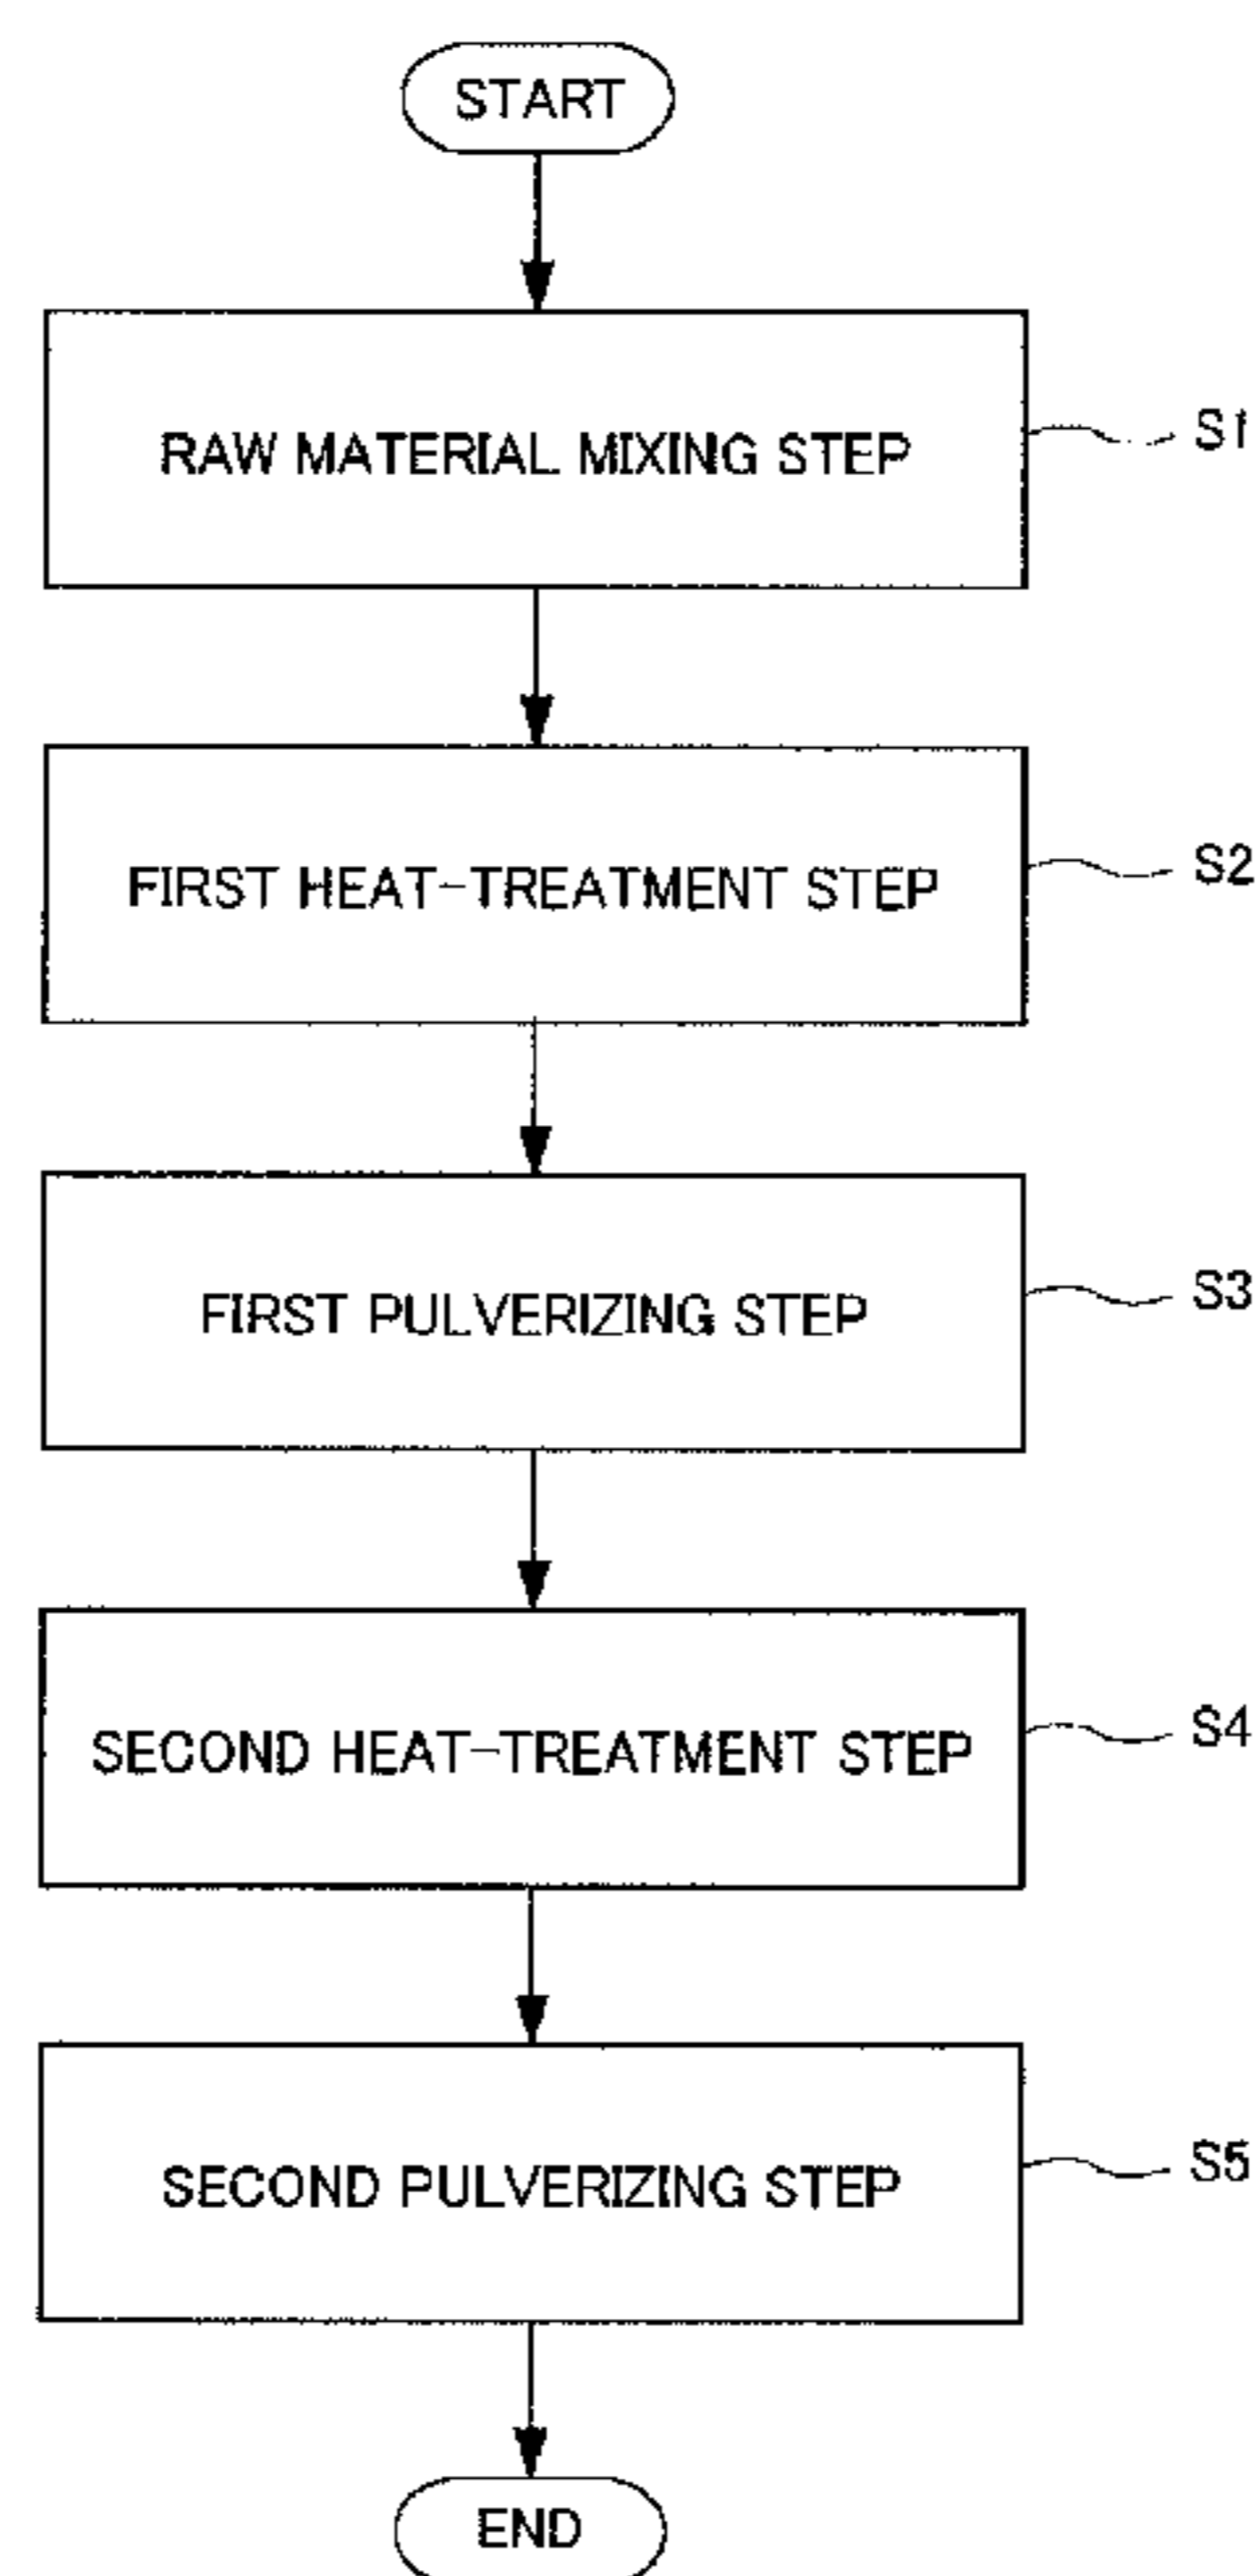 START
RAW MATERIAL MIXING STEP
S1
FIRST HEAT-TREATMENT STEP
S2
FIRST PULVERIZING STEP
S3
SECOND HEAT-TREATMENT STEP
S4
SECOND PULVERIZING STEP
S5
END